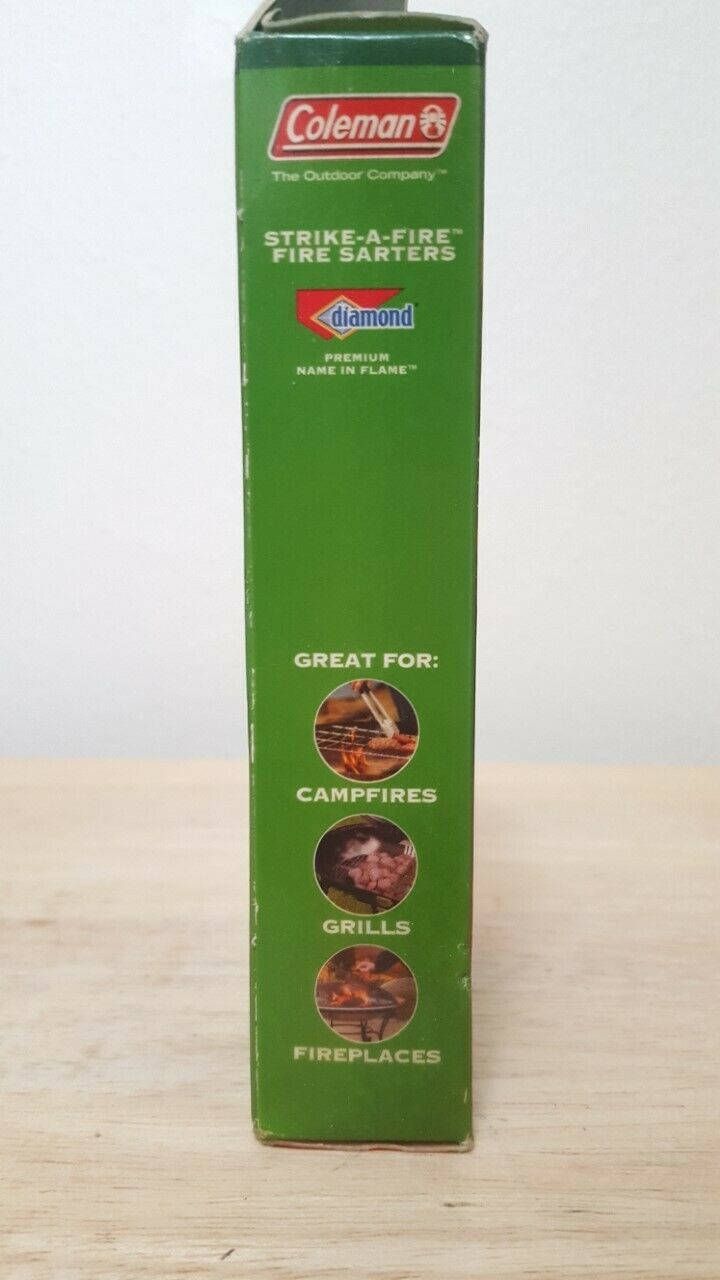 Coleman
The Outdoor Company™
STRIKE-A-FIRE™
FIRE SARTERS
diamond
PREMIUM
NAME IN FLAME™
GREAT FOR:
CAMPFIRES
GRILLS
FIREPLACES